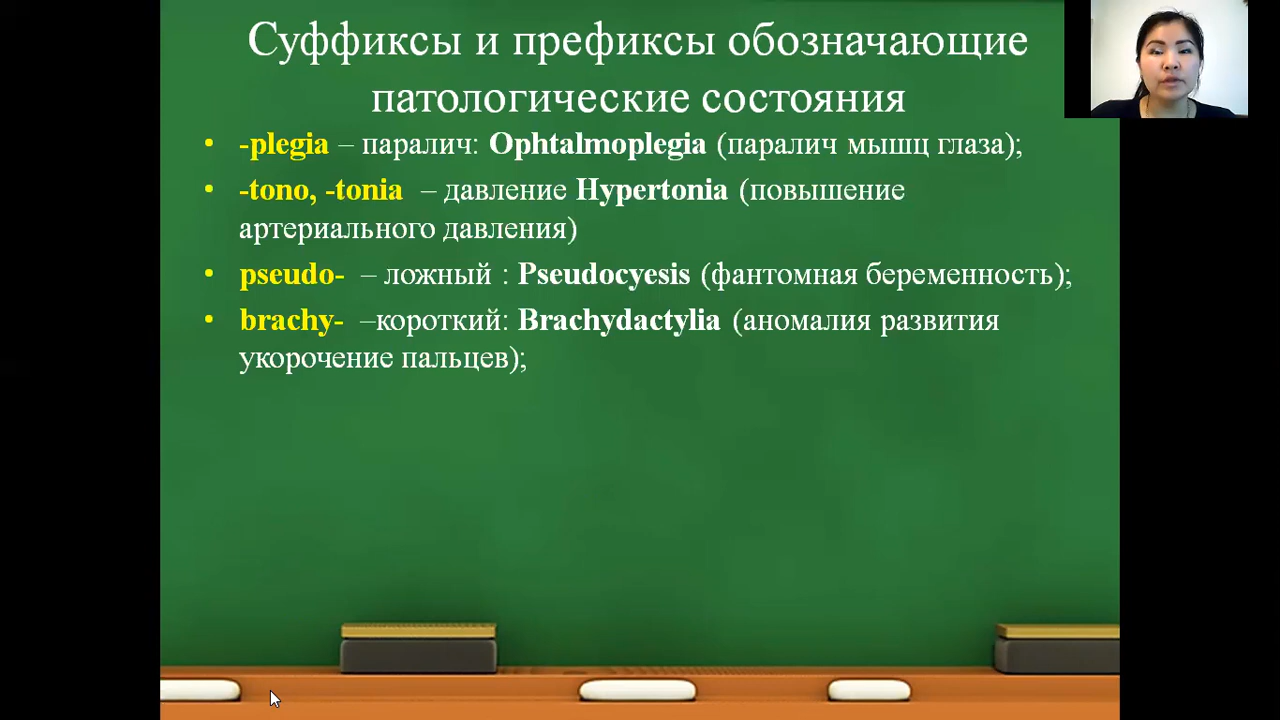 Суффиксы и префиксы обозначающие
патологические состояния
• -plegia – паралич: Ophtalmoplegia (паралич мышц глаза);
• -tono, -tonia – давление Hypertonia (повышение
артериального давления)
• pseudo- – ложный : Pseudocyesis (фантомная беременность);
• brachy- –короткий: Brachydactylia (аномалия развития
укорочение пальцев);